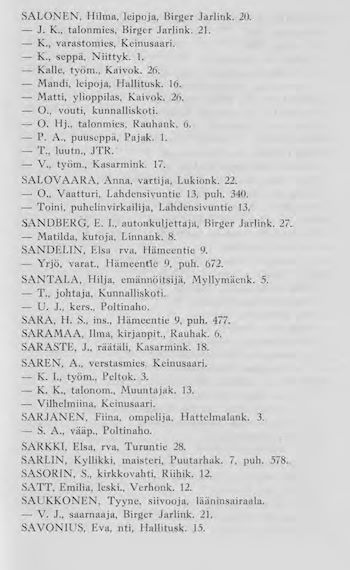 SALONEN, Hilma, leipoja, Birger Jarlink. 20.
— J. K., talonmies, Birger Jarlink. 21.
— K., varastomies, Keinusaari.
— K., seppä, Niittyk. 1.
— Kalle, työm., Kaivok. 26.
— Mandi, leipoja, Hallitusk. 16.
— Matti, ylioppilas, Kaivok. 26.
— O., vouti, kunnalliskoti.
— O. Hj., talonmies, Rauhank. 6.
— P. A., puuseppä, Pajak. 1.
— T., luutn., JTR.
— V., työm., Kasarmink. 17.
SALOVAARA, Anna, vartija, Lukionk. 22.
— O., Vaatturi, Lahdensivuntie 13, puh. 340.
— Toini, puhelinvirkailija, Lahdensivuntie 13.
SANDBERG, E. I., autonkuljettaja, Birger Jarlink. 27.
— Matilda, kutoja, Linnank. 8.
SANDELIN, Elsa rva, Hämeentie 9.
— Yrjö, varat., Hämeentie 9, puh. 672.
SANTALA, Hilja, emännöitsijä, Myllymäenk. 5.
— T., johtaja, Kunnalliskoti.
— U. J., kers., Poltinaho.
SARA, H. S., ins., Hämeentie 9, puh. 477.
SARAMAA, Ilma, kirjanpit., Rauhak. 6.
SARASTE, J., räätäli, Kasarmink. 18.
SAREN, A., verstasmies, Keinusaari.
— K. I., työm., Peltok. 3.
— K. K., talonom., Muuntajak. 13.
— Vilhelmiina, Keinusaari.
SARJANEN, Fiina, ompelija, Hattelmalank. 3.
— S. A., vääp., Poltinaho.
SARKKI, Elsa, rva, Turuntie 28.
SARLIN, Kyllikki, maisteri, Puutarhak. 7, puh. 578.
SASORIN, S., kirkkovahti, Riihik. 12.
SATT, Emilia, leski., Verhonk. 12.
SAUKKONEN, Tyyne, siivooja, lääninsairaala.
— V. J., saarnaaja, Birger Jarlink. 21.
SAVONIUS, Eva, nti, Hallitusk. 15.